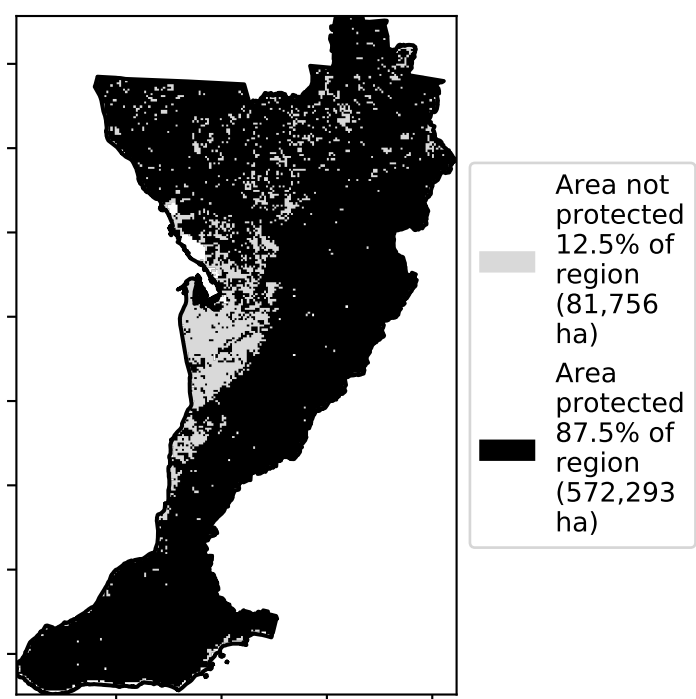 Area not
protected
12.5% of
region
(81,756
ha)
Area
protected
87.5% of
region
(572,293
ha)